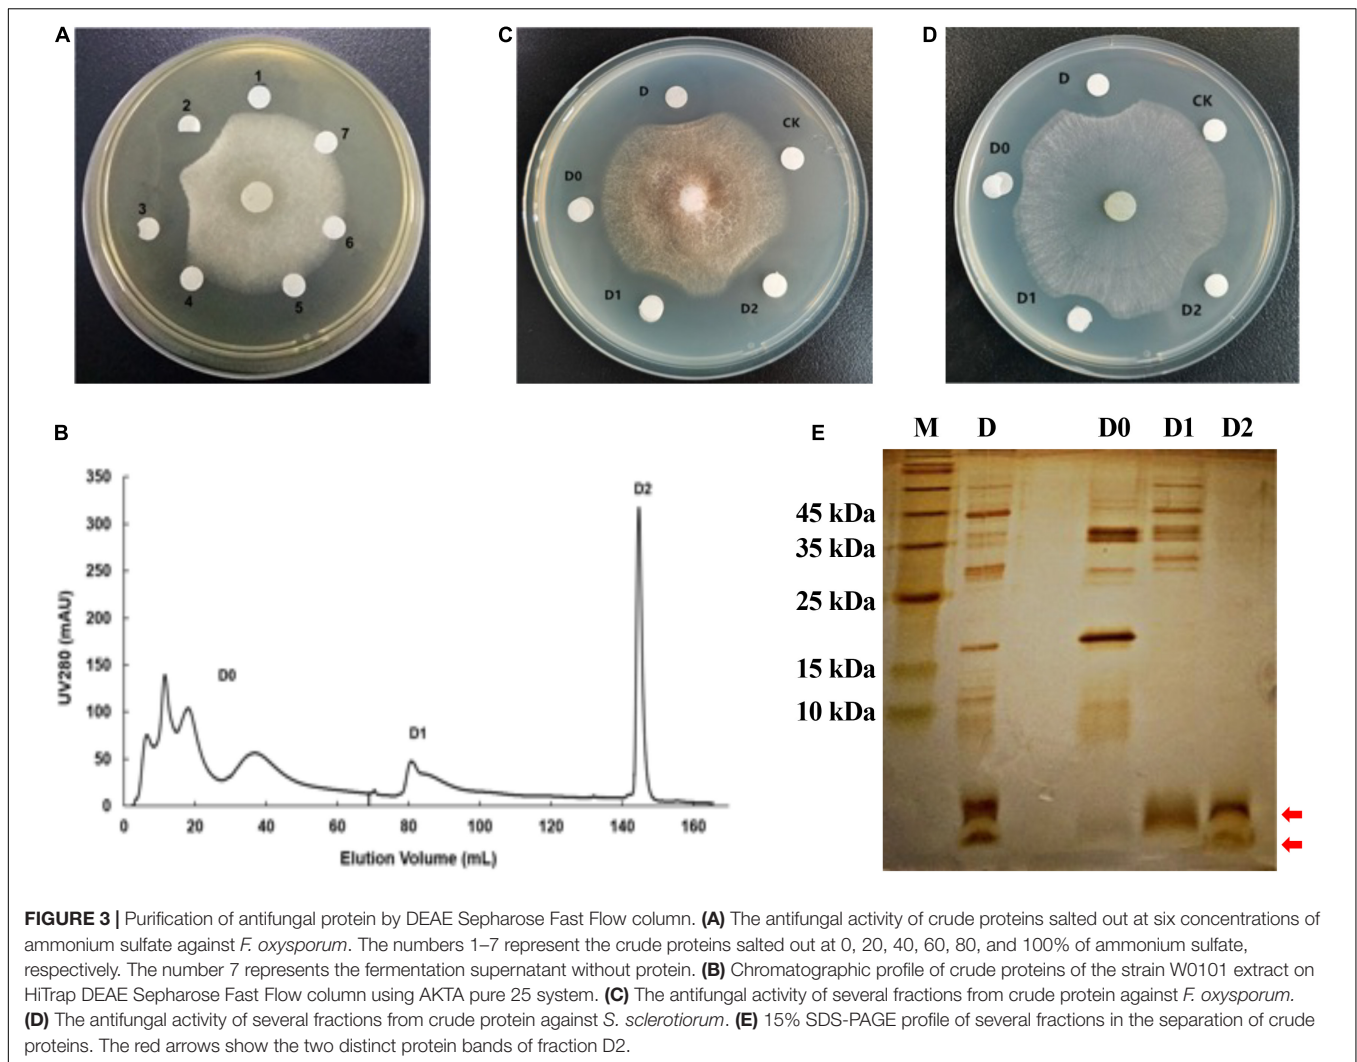 A
1
2
7
3
6
4
5
C
D
CK
D0
D1
D2
D
D
CK
D0
D1
D2
B
350
300
250
200
150
100
50
0
UV280 (mAU)
D0
D1
D2
0 20 40 60 80 100 120 140 160
Elution Volume (mL)
E
M D D0 D1 D2
45 kDa
35 kDa
25 kDa
15 kDa
10 kDa
FIGURE 3 | Purification of antifungal protein by DEAE Sepharose Fast Flow column. (A) The antifungal activity of crude proteins salted out at six concentrations of
ammonium sulfate against F. oxysporum. The numbers 1–7 represent the crude proteins salted out at 0, 20, 40, 60, 80, and 100% of ammonium sulfate,
respectively. The number 7 represents the fermentation supernatant without protein. (B) Chromatographic profile of crude proteins of the strain W0101 extract on
HiTrap DEAE Sepharose Fast Flow column using AKTA pure 25 system. (C) The antifungal activity of several fractions from crude protein against F. oxysporum.
(D) The antifungal activity of several fractions from crude protein against S. sclerotiorum. (E) 15% SDS-PAGE profile of several fractions in the separation of crude
proteins. The red arrows show the two distinct protein bands of fraction D2.